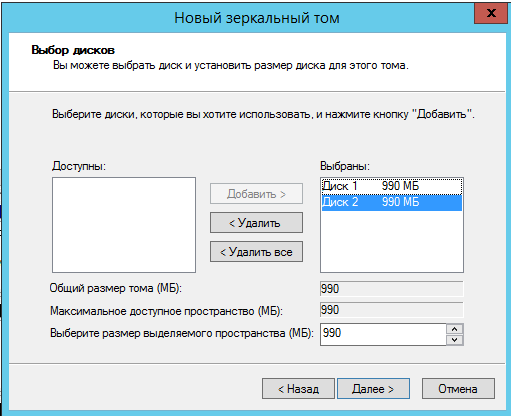 Новый зеркальный том
x
Выбор дисков
Вы можете выбрать диск и установить размер диска для этого тома.
Выберите диски, которые вы хотите использовать, и нажмите кнопку "Добавить".
Доступны:
Выбраны:
Добавить >
< Удалить
< Удалить все
Диск 1 990 МБ
Диск 2 990 МБ
Общий размер тома (МБ): 990
Максимальное доступное пространство (МБ): 990
Выберите размер выделяемого пространства (МБ): 990
< Назад Далее > Отмена